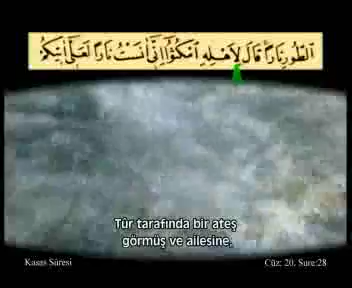 الطُّورِ نَارًا قَالَ لِأَهْلِهِ امْكُثُوا إِنِّي آنَسْتُ نَارًا لَعَلِّي آتِيكُمْ
Tûr tarafında bir ateş
görmüş ve ailesine,
Kasas Sûresi
Cüz: 20, Sure:28